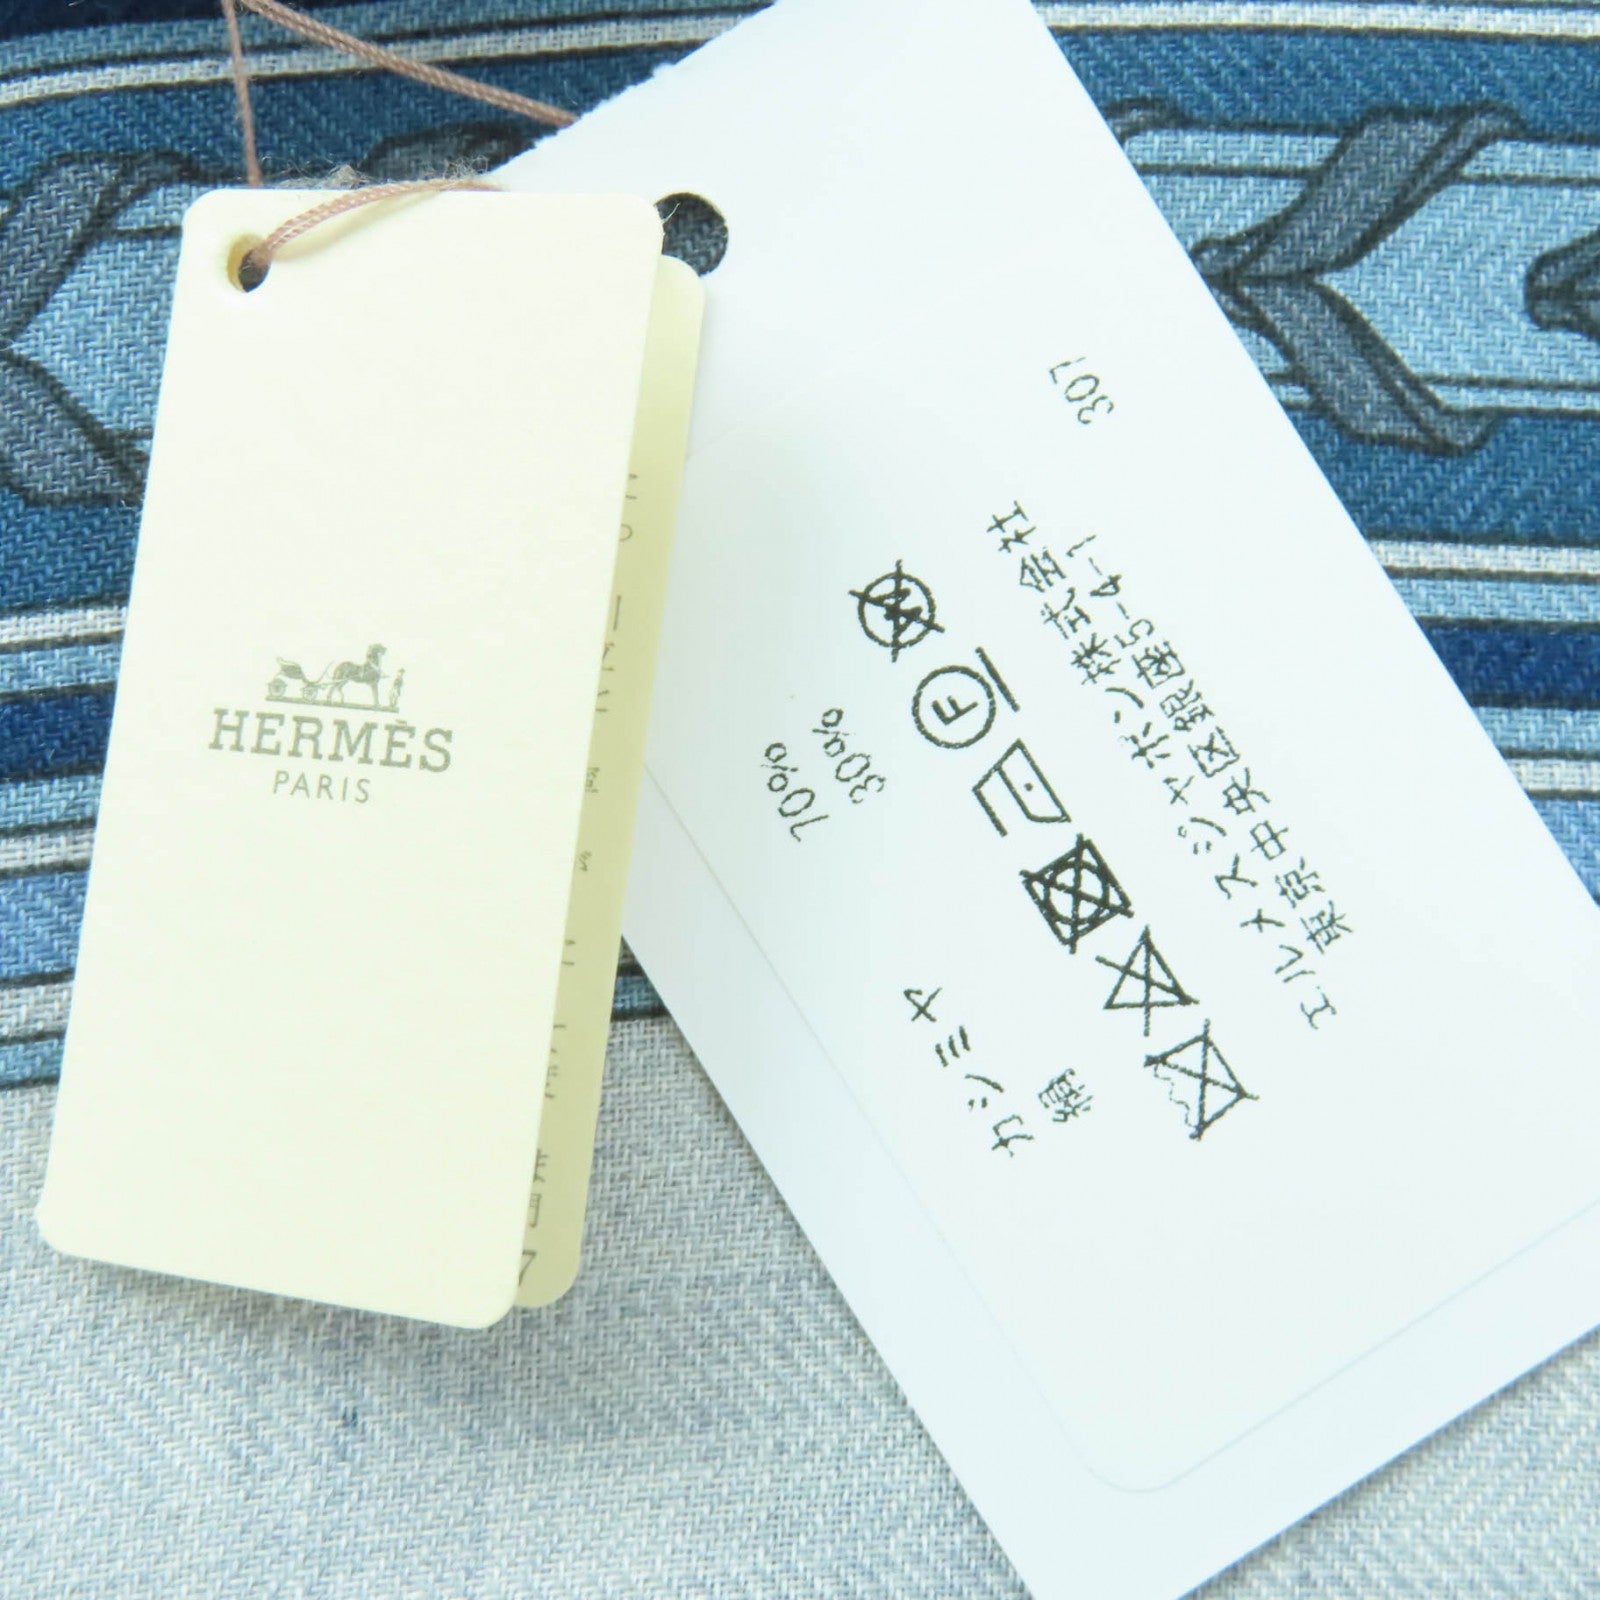 HERMÈS
PARIS
カシミヤ 70%
絹 30%
F
エルメスジャポン株式会社
東京中央区銀座5-4-1 307